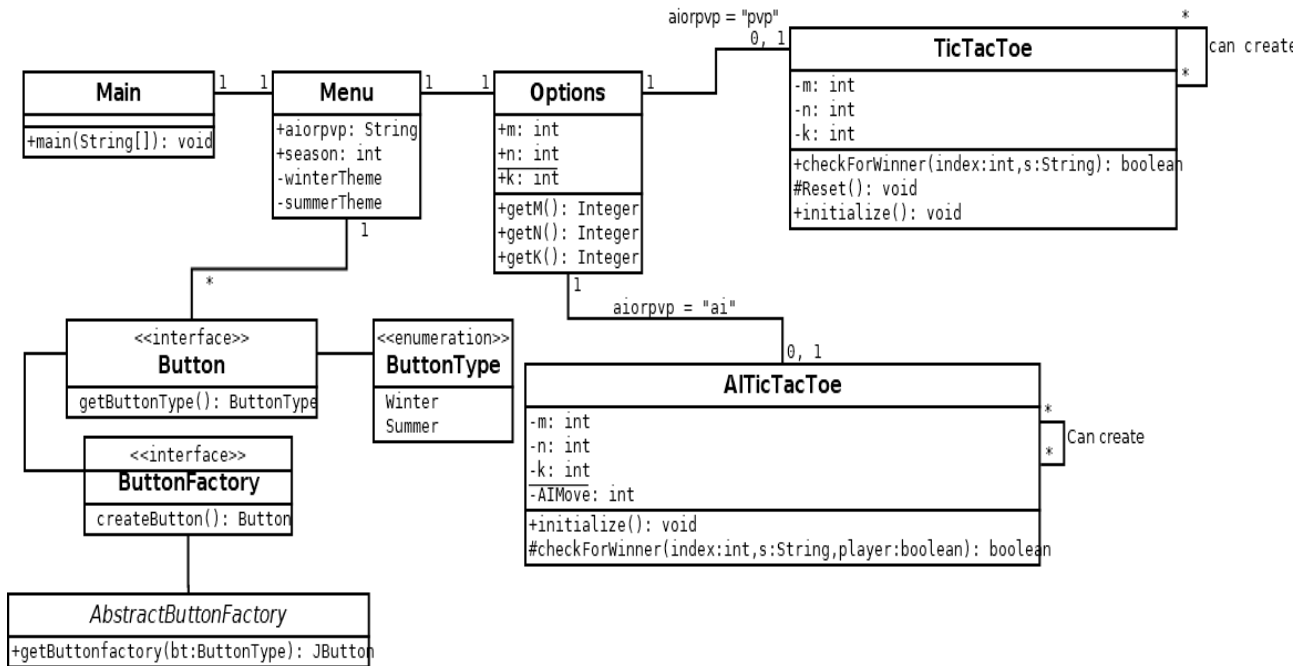 aiorpvp = "pvp"
0, 1
*
can create
*
TicTacToe
-m: int
-n: int
-k: int
+checkForWinner(index:int,s:String): boolean
#Reset(): void
+initialize(): void
Main
+main(String[]): void
1
1
Menu
+aiorpvp: String
+season: int
-winterTheme
-summerTheme
1
1
Options
+m: int
+n: int
+k: int
+getM(): Integer
+getN(): Integer
+getK(): Integer
1
1
*
1
aiorpvp = "ai"
0, 1
<<interface>>
Button
getButtonType(): ButtonType
<<enumeration>>
ButtonType
Winter
Summer
AITicTacToe
-m: int
-n: int
-k: int
-AIMove: int
+initialize(): void
#checkForWinner(index:int,s:String,player:boolean): boolean
*
Can create
*
<<interface>>
ButtonFactory
createButton(): Button
AbstractButtonFactory
+getButtonfactory(bt:ButtonType): JButton